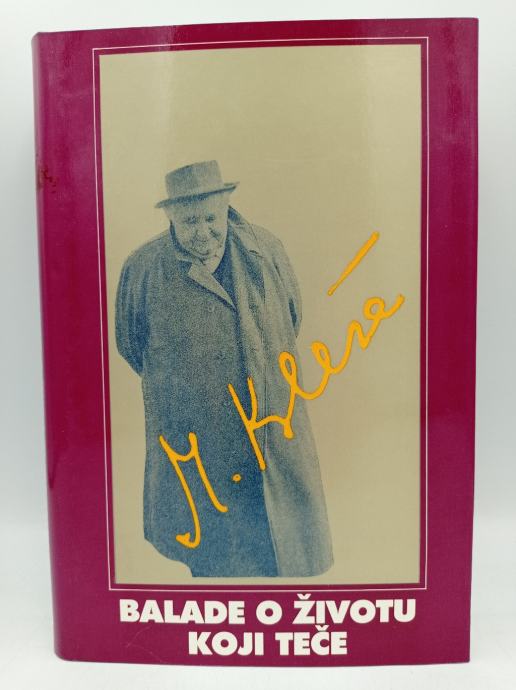 M. Krleža
BALADE O ŽIVOTU
KOJI TEČE